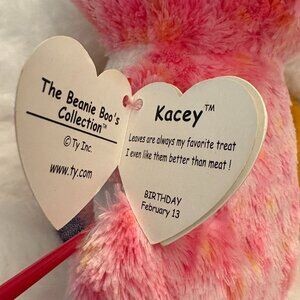 The Beanie Boo's
Collection™
© Ty Inc.
www.ty.com
Kacey™
Leaves are always my favorite treat
I even like them better than meat !
BIRTHDAY
February 13